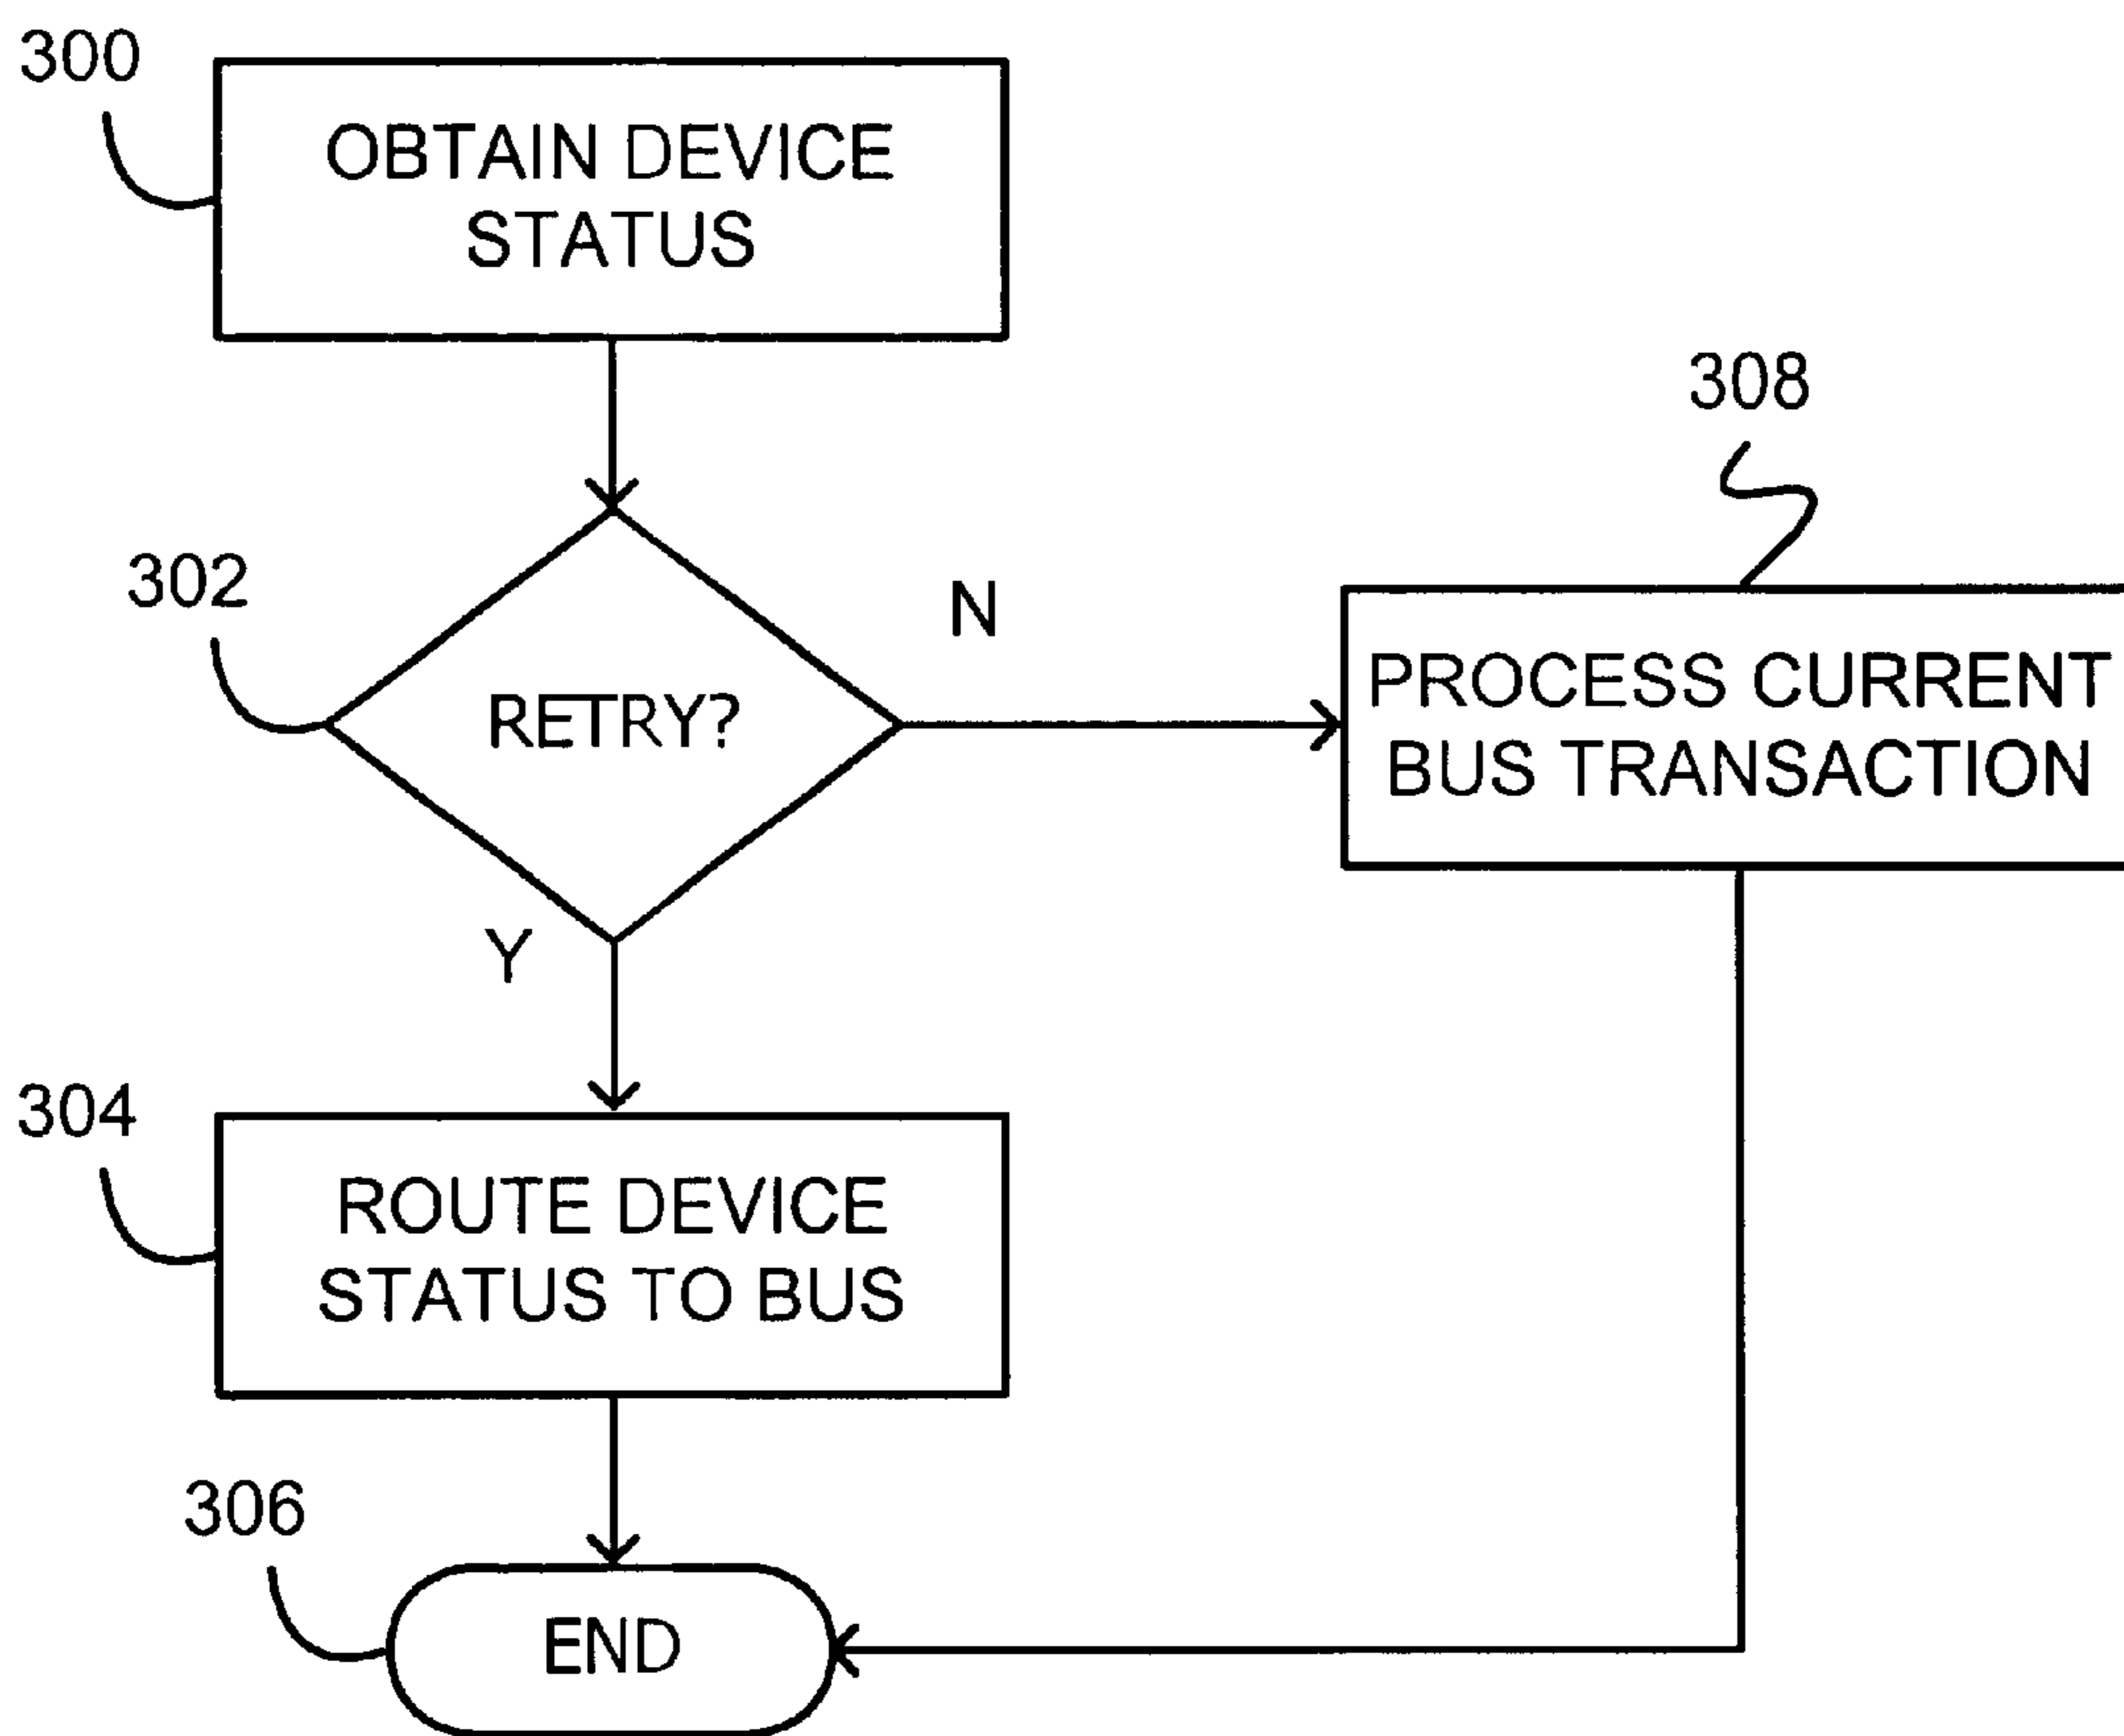 300
OBTAIN DEVICE
STATUS
308
302
N
RETRY?
PROCESS CURRENT
BUS TRANSACTION
Y
304
ROUTE DEVICE
STATUS TO BUS
306
END